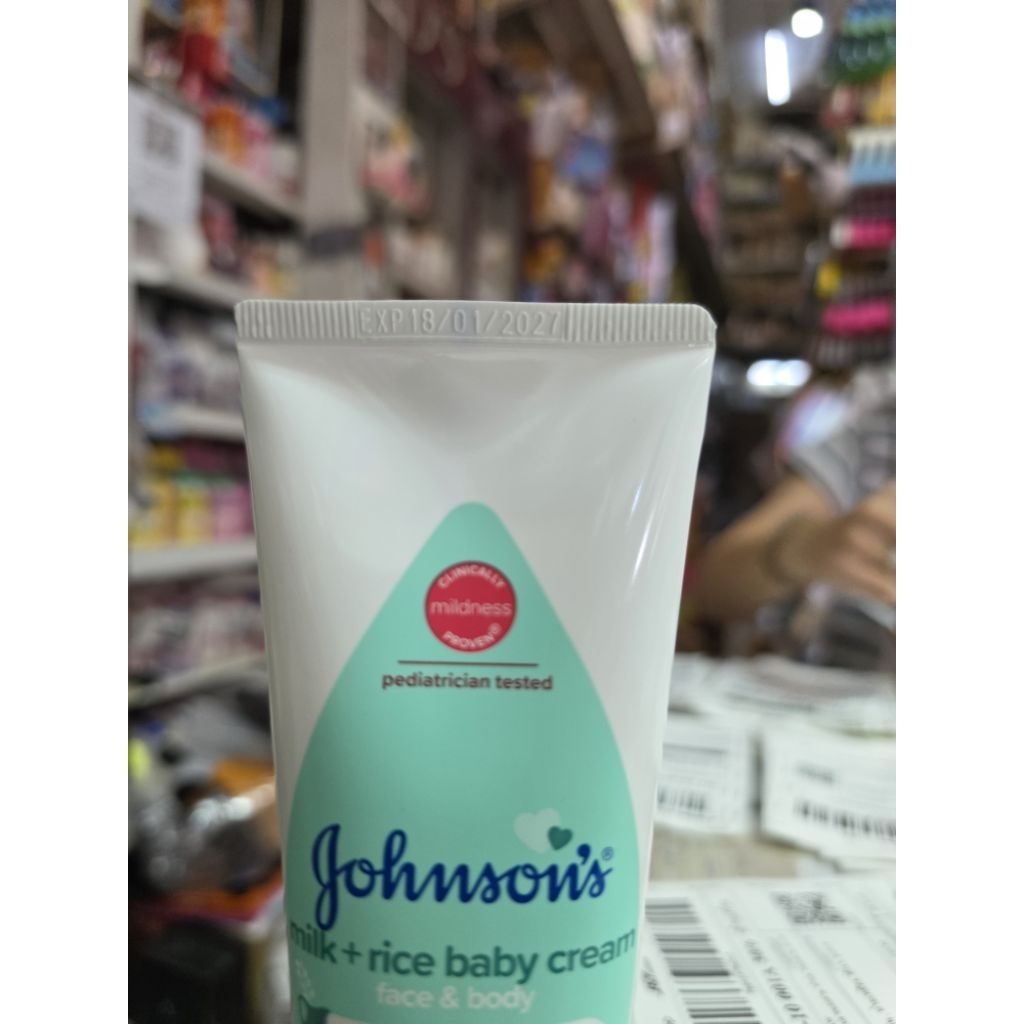 EXP 18/01/2027
CLINICALLY
mildness
PROVEN®
pediatrician tested
Johnson's®
milk + rice baby cream
face & body